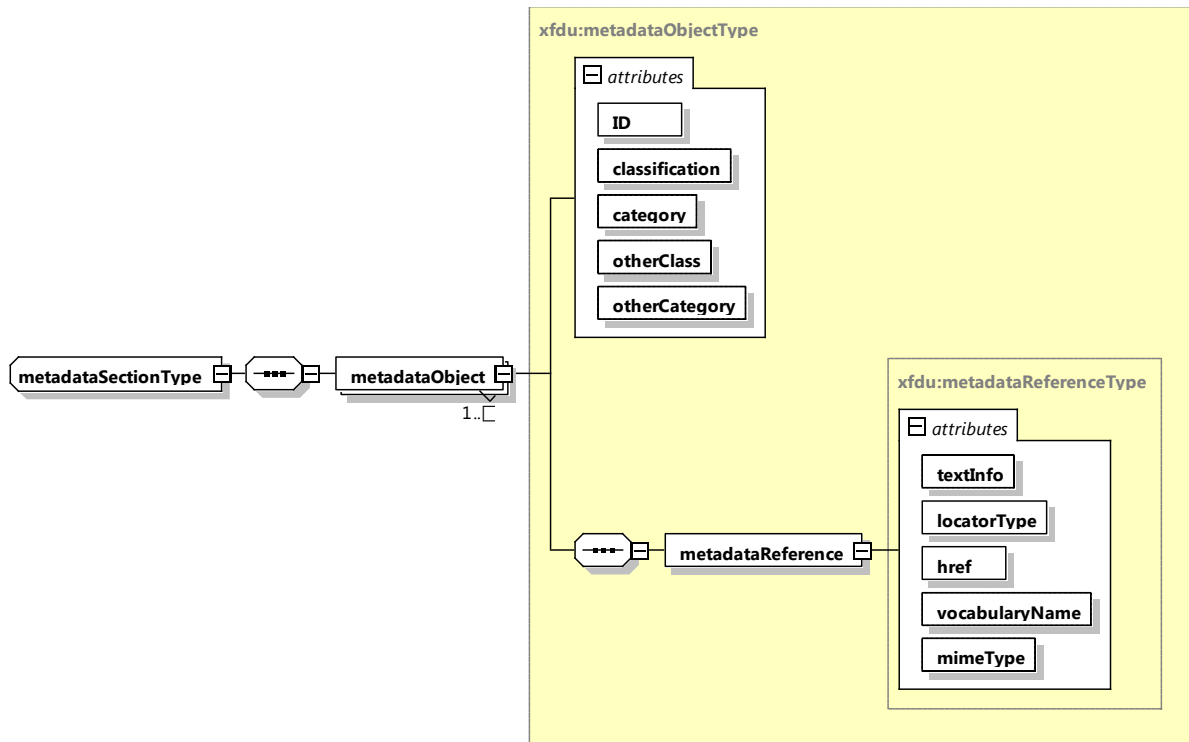 xfdu:metadataObjectType
attributes
ID
classification
category
otherClass
otherCategory
metadataSectionType
metadataObject
1..
xfdu:metadataReferenceType
attributes
textInfo
locatorType
metadataReference
href
vocabularyName
mimeType